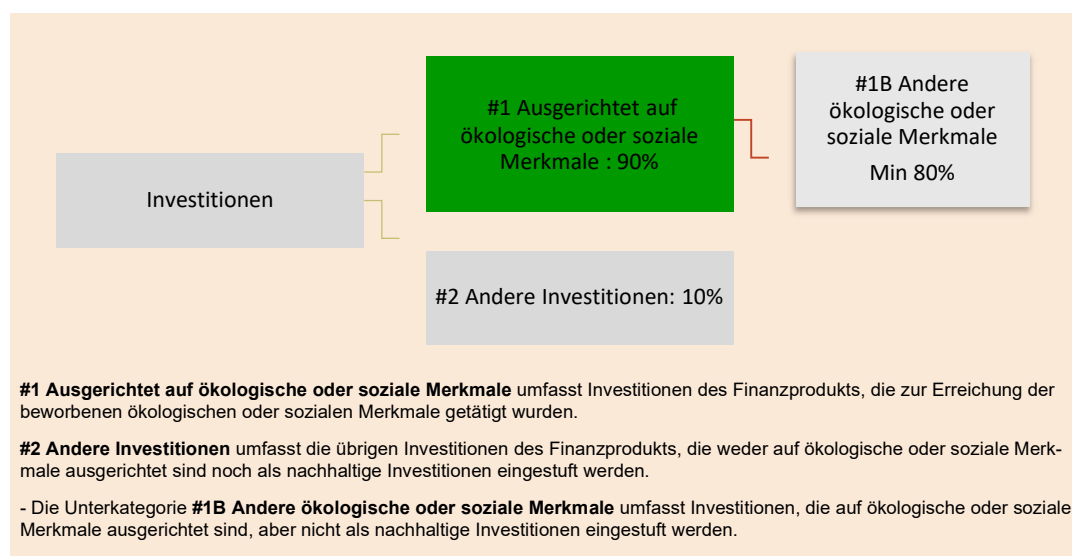 Investitionen
#1 Ausgerichtet auf
ökologische oder soziale
Merkmale : 90%
#1B Andere
ökologische oder
soziale Merkmale
Min 80%
#2 Andere Investitionen: 10%
#1 Ausgerichtet auf ökologische oder soziale Merkmale umfasst Investitionen des Finanzprodukts, die zur Erreichung der
beworbenen ökologischen oder sozialen Merkmale getätigt wurden.
#2 Andere Investitionen umfasst die übrigen Investitionen des Finanzprodukts, die weder auf ökologische oder soziale Merk-
male ausgerichtet sind noch als nachhaltige Investitionen eingestuft werden.
- Die Unterkategorie #1B Andere ökologische oder soziale Merkmale umfasst Investitionen, die auf ökologische oder soziale
Merkmale ausgerichtet sind, aber nicht als nachhaltige Investitionen eingestuft werden.